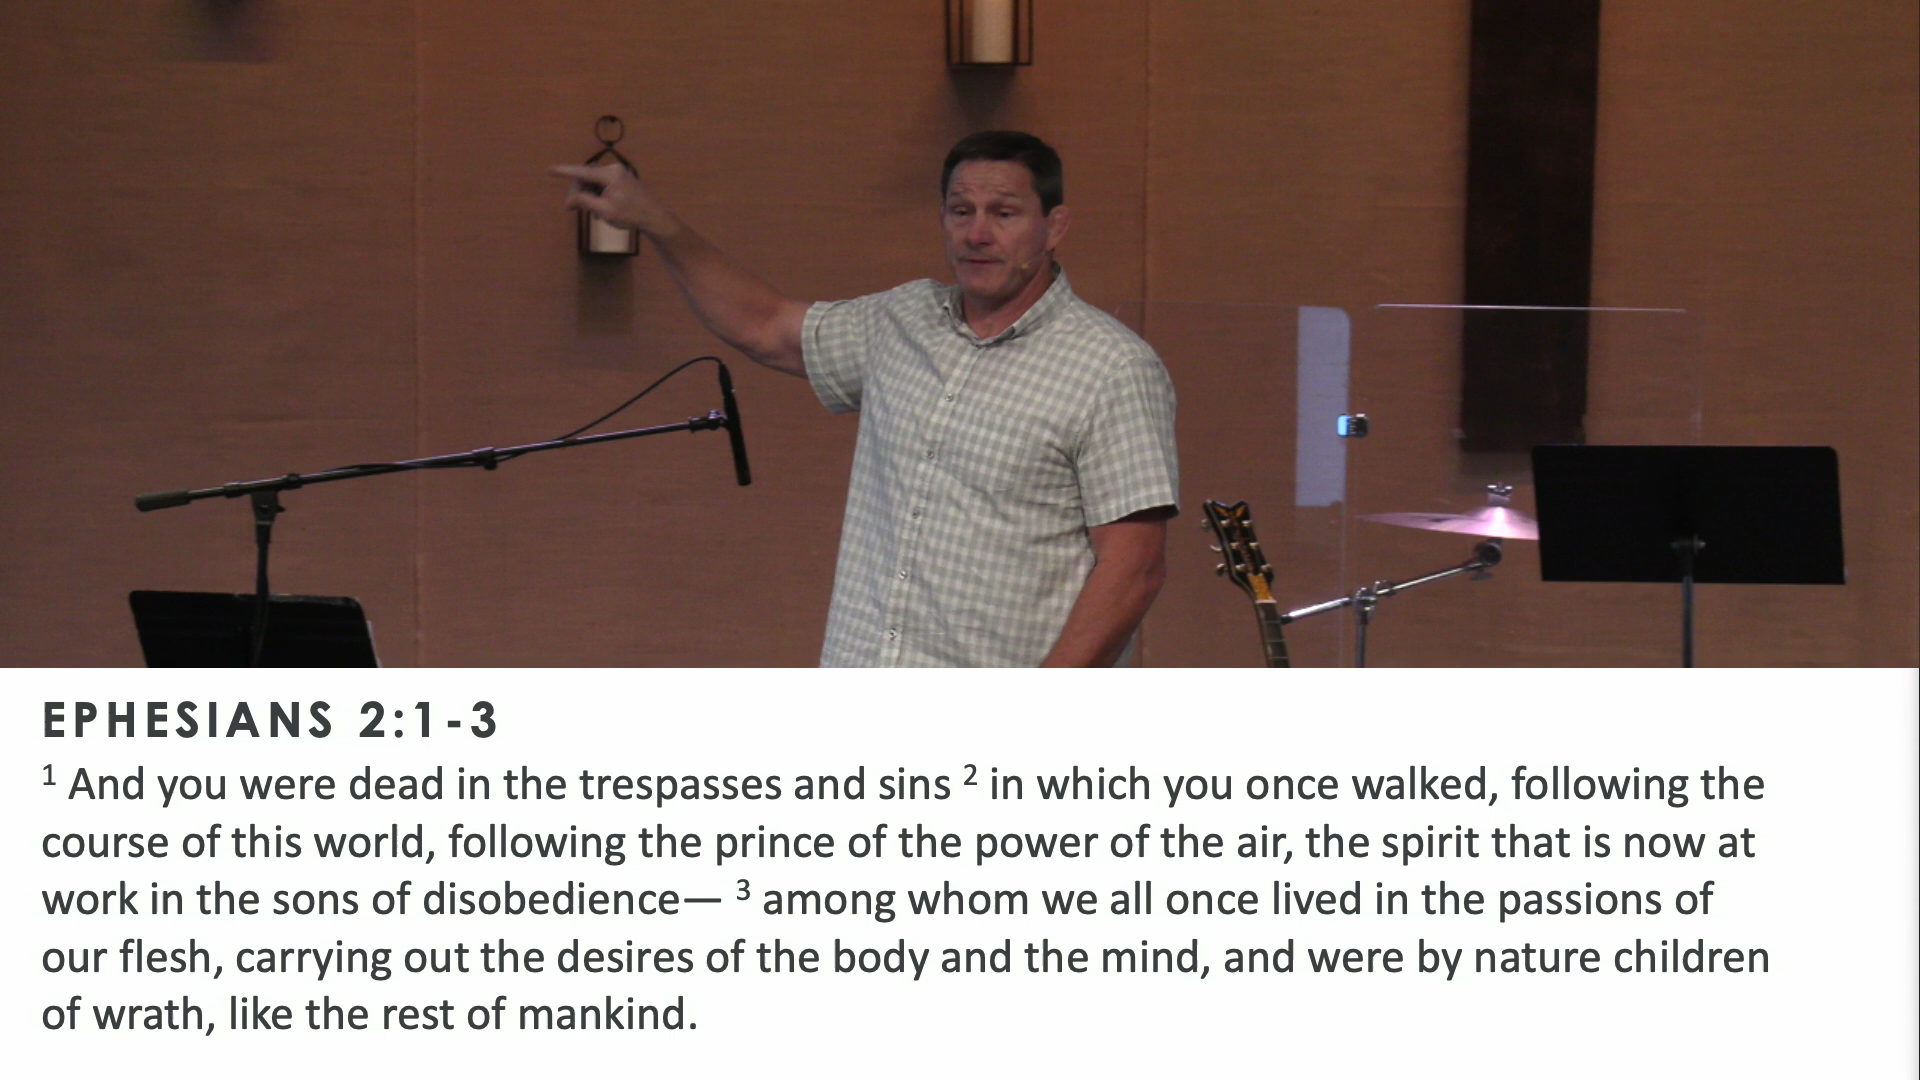 EPHESIANS 2:1-3
1 And you were dead in the trespasses and sins 2 in which you once walked, following the
course of this world, following the prince of the power of the air, the spirit that is now at
work in the sons of disobedience— 3 among whom we all once lived in the passions of
our flesh, carrying out the desires of the body and the mind, and were by nature children
of wrath, like the rest of mankind.